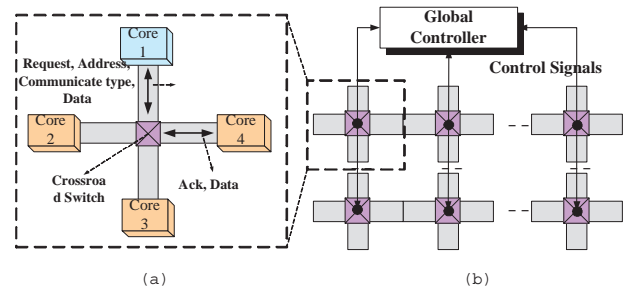 Core
1
Request, Address,
Communicate type,
Data
Core
2
Core
4
Crossroa
d Switch
Ack, Data
Core
3
(a)
Global
Controller
Control Signals
(b)